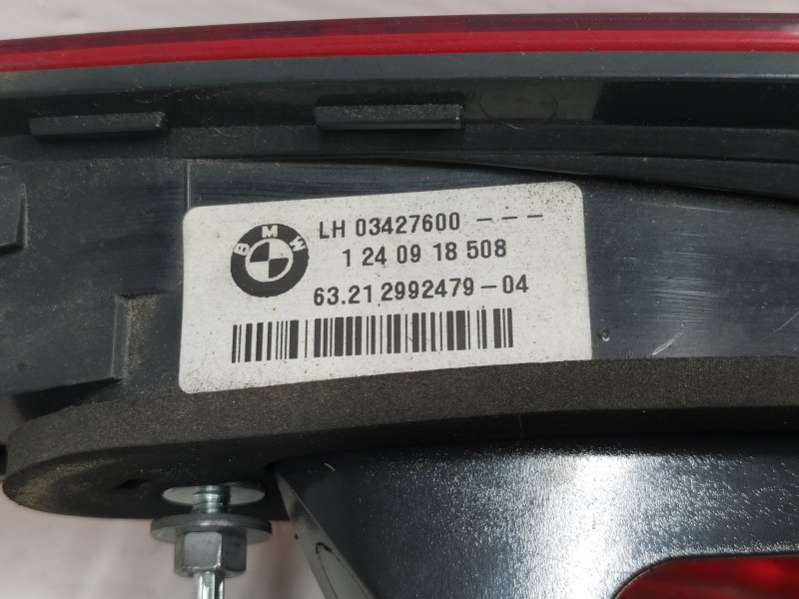 BMW
LH 03427600 - - -
1 24 09 18 508
63.21 2992479-04